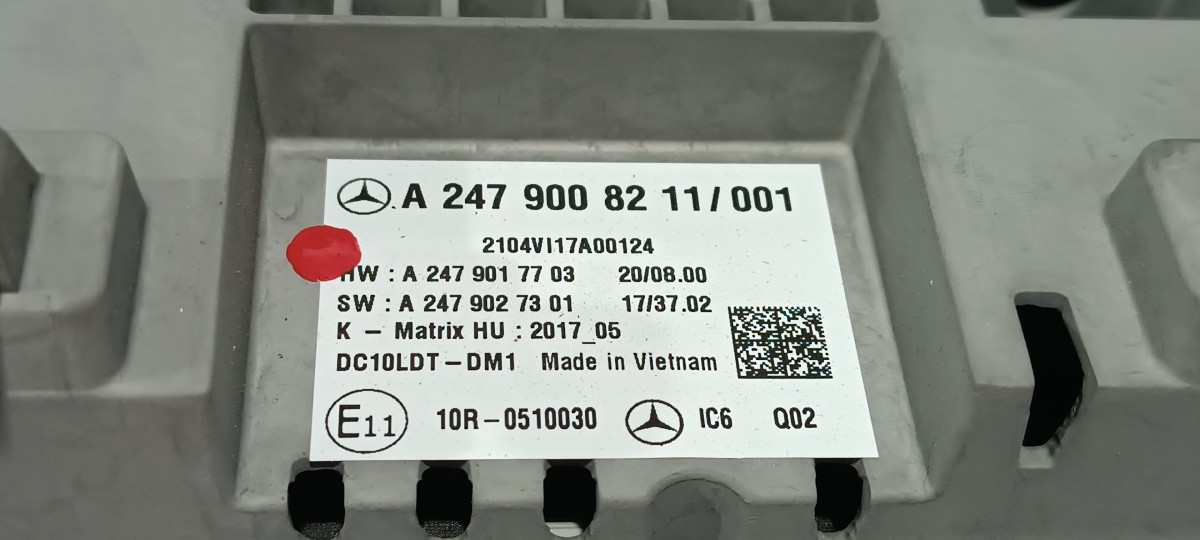 A 247 900 82 11/001
2104VI17A00124
HW : A 247 901 77 03 20/08.00
SW : A 247 902 73 01 17/37.02
K - Matrix HU : 2017_05
DC10LDT-DM1 Made in Vietnam
E11 10R-0510030 IC6 Q02